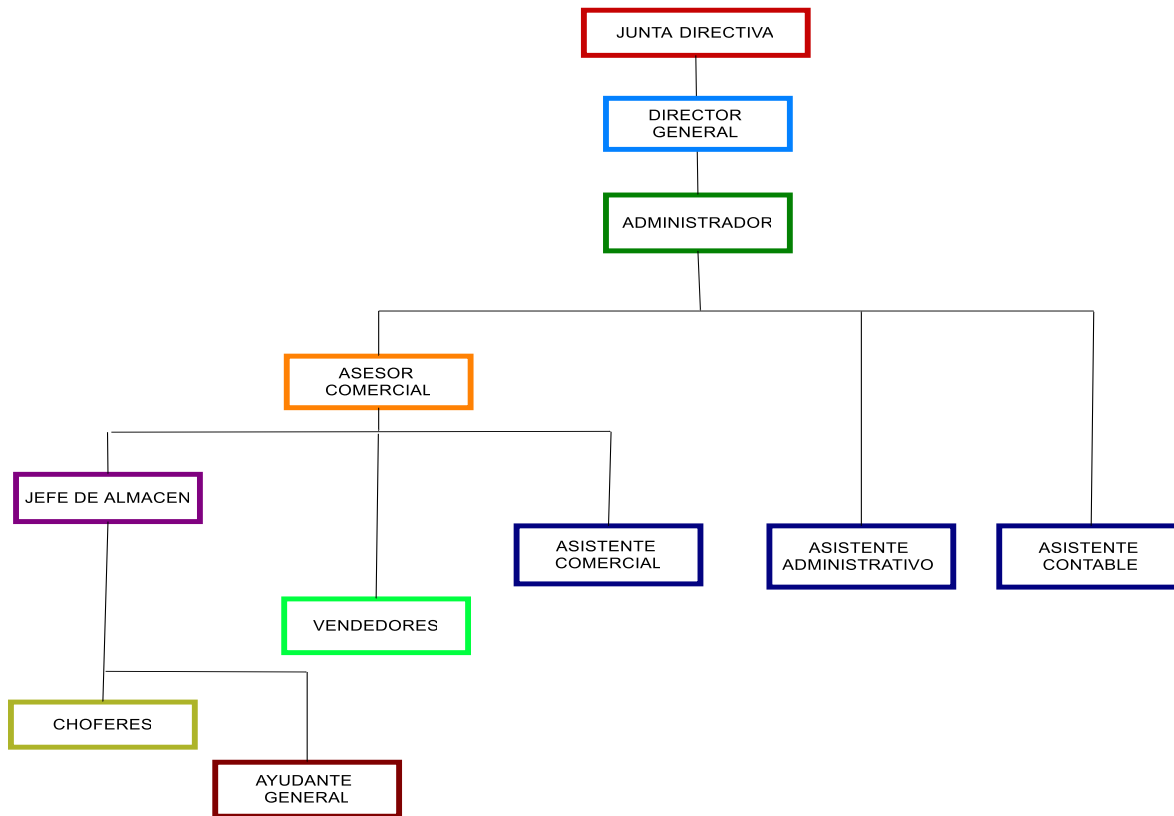 JUNTA DIRECTIVA
DIRECTOR
GENERAL
ADMINISTRADOR
ASESOR
COMERCIAL
JEFE DE ALMACEN
ASISTENTE
COMERCIAL
ASISTENTE
ADMINISTRATIVO
ASISTENTE
CONTABLE
VENDEDORES
CHOFERES
AYUDANTE
GENERAL